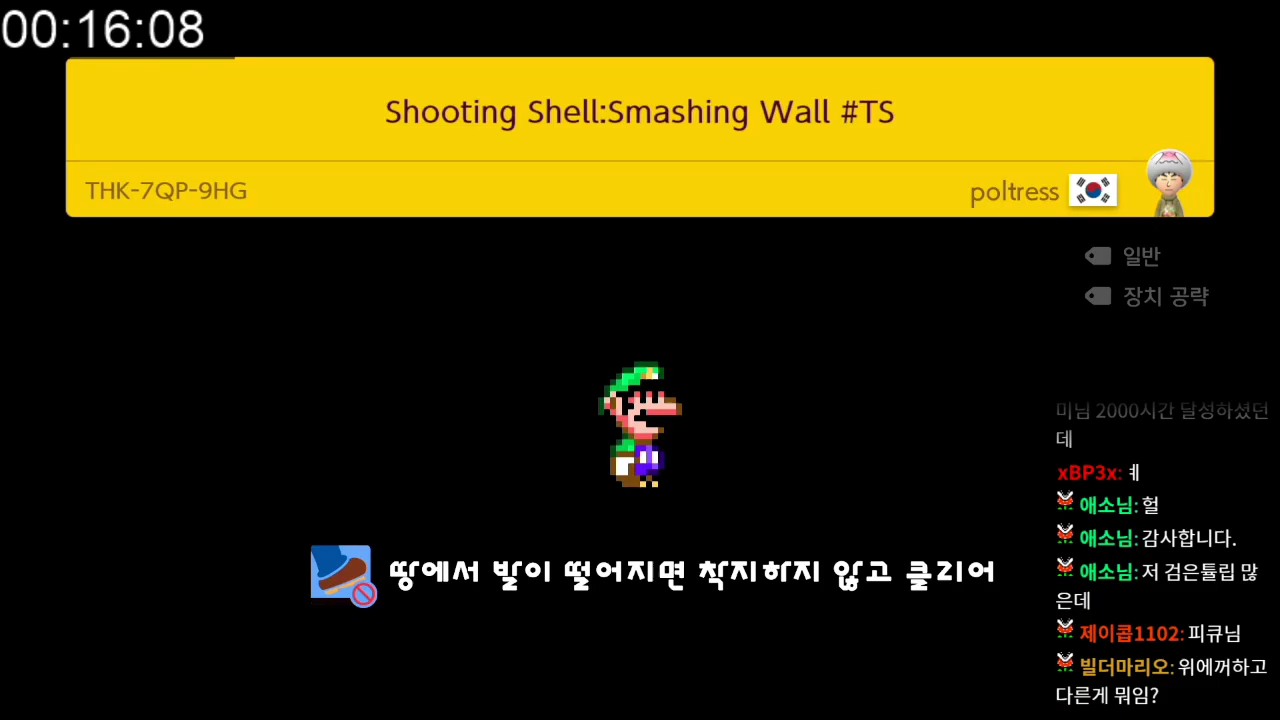 00:16:08
Shooting Shell:Smashing Wall #TS
THK-7QP-9HG
poltress
일반
장치 공략
땅에서 발이 떨어지면 착지하지 않고 클리어
미님 2000시간 달성하셨던
데
xBP3x: ㅖ
애소님: 헐
애소님: 감사합니다.
애소님: 저 검은튤립 많
은데
제이콥1102: 피큐님
빌더마리오: 위에꺼하고
다른게 뭐임?